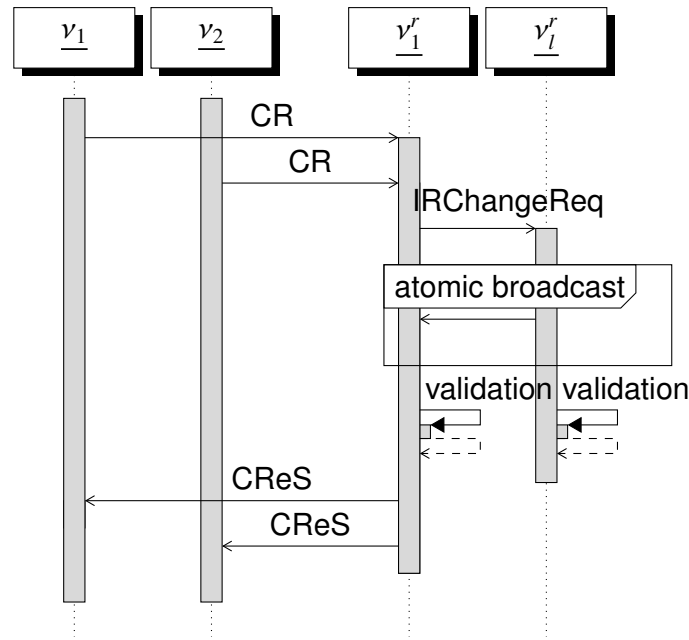 ν₁ ν₂ ν₁ʳ νₗʳ
CR
CR
IRChangeReq
atomic broadcast
validation validation
CReS
CReS